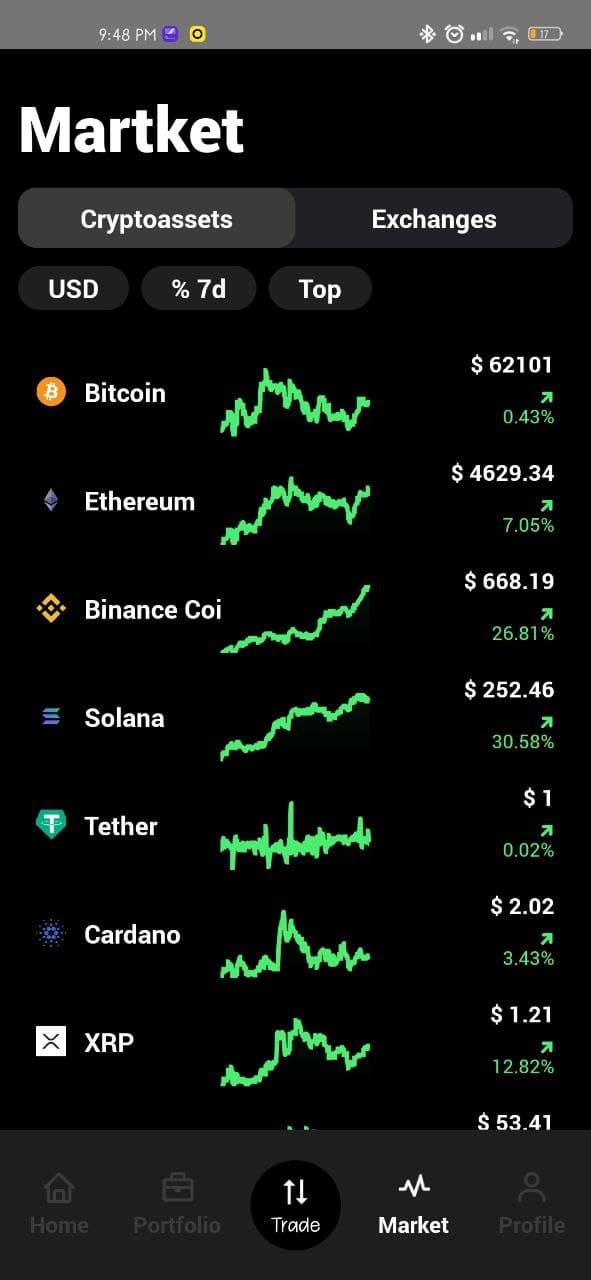 9:48 PM
17
Martket
Cryptoassets Exchanges
USD % 7d Top
Bitcoin $ 62101
0.43%
Ethereum $ 4629.34
7.05%
Binance Coi $ 668.19
26.81%
Solana $ 252.46
30.58%
Tether $ 1
0.02%
Cardano $ 2.02
3.43%
XRP $ 1.21
12.82%
$ 53.41
Home Portfolio Trade Market Profile